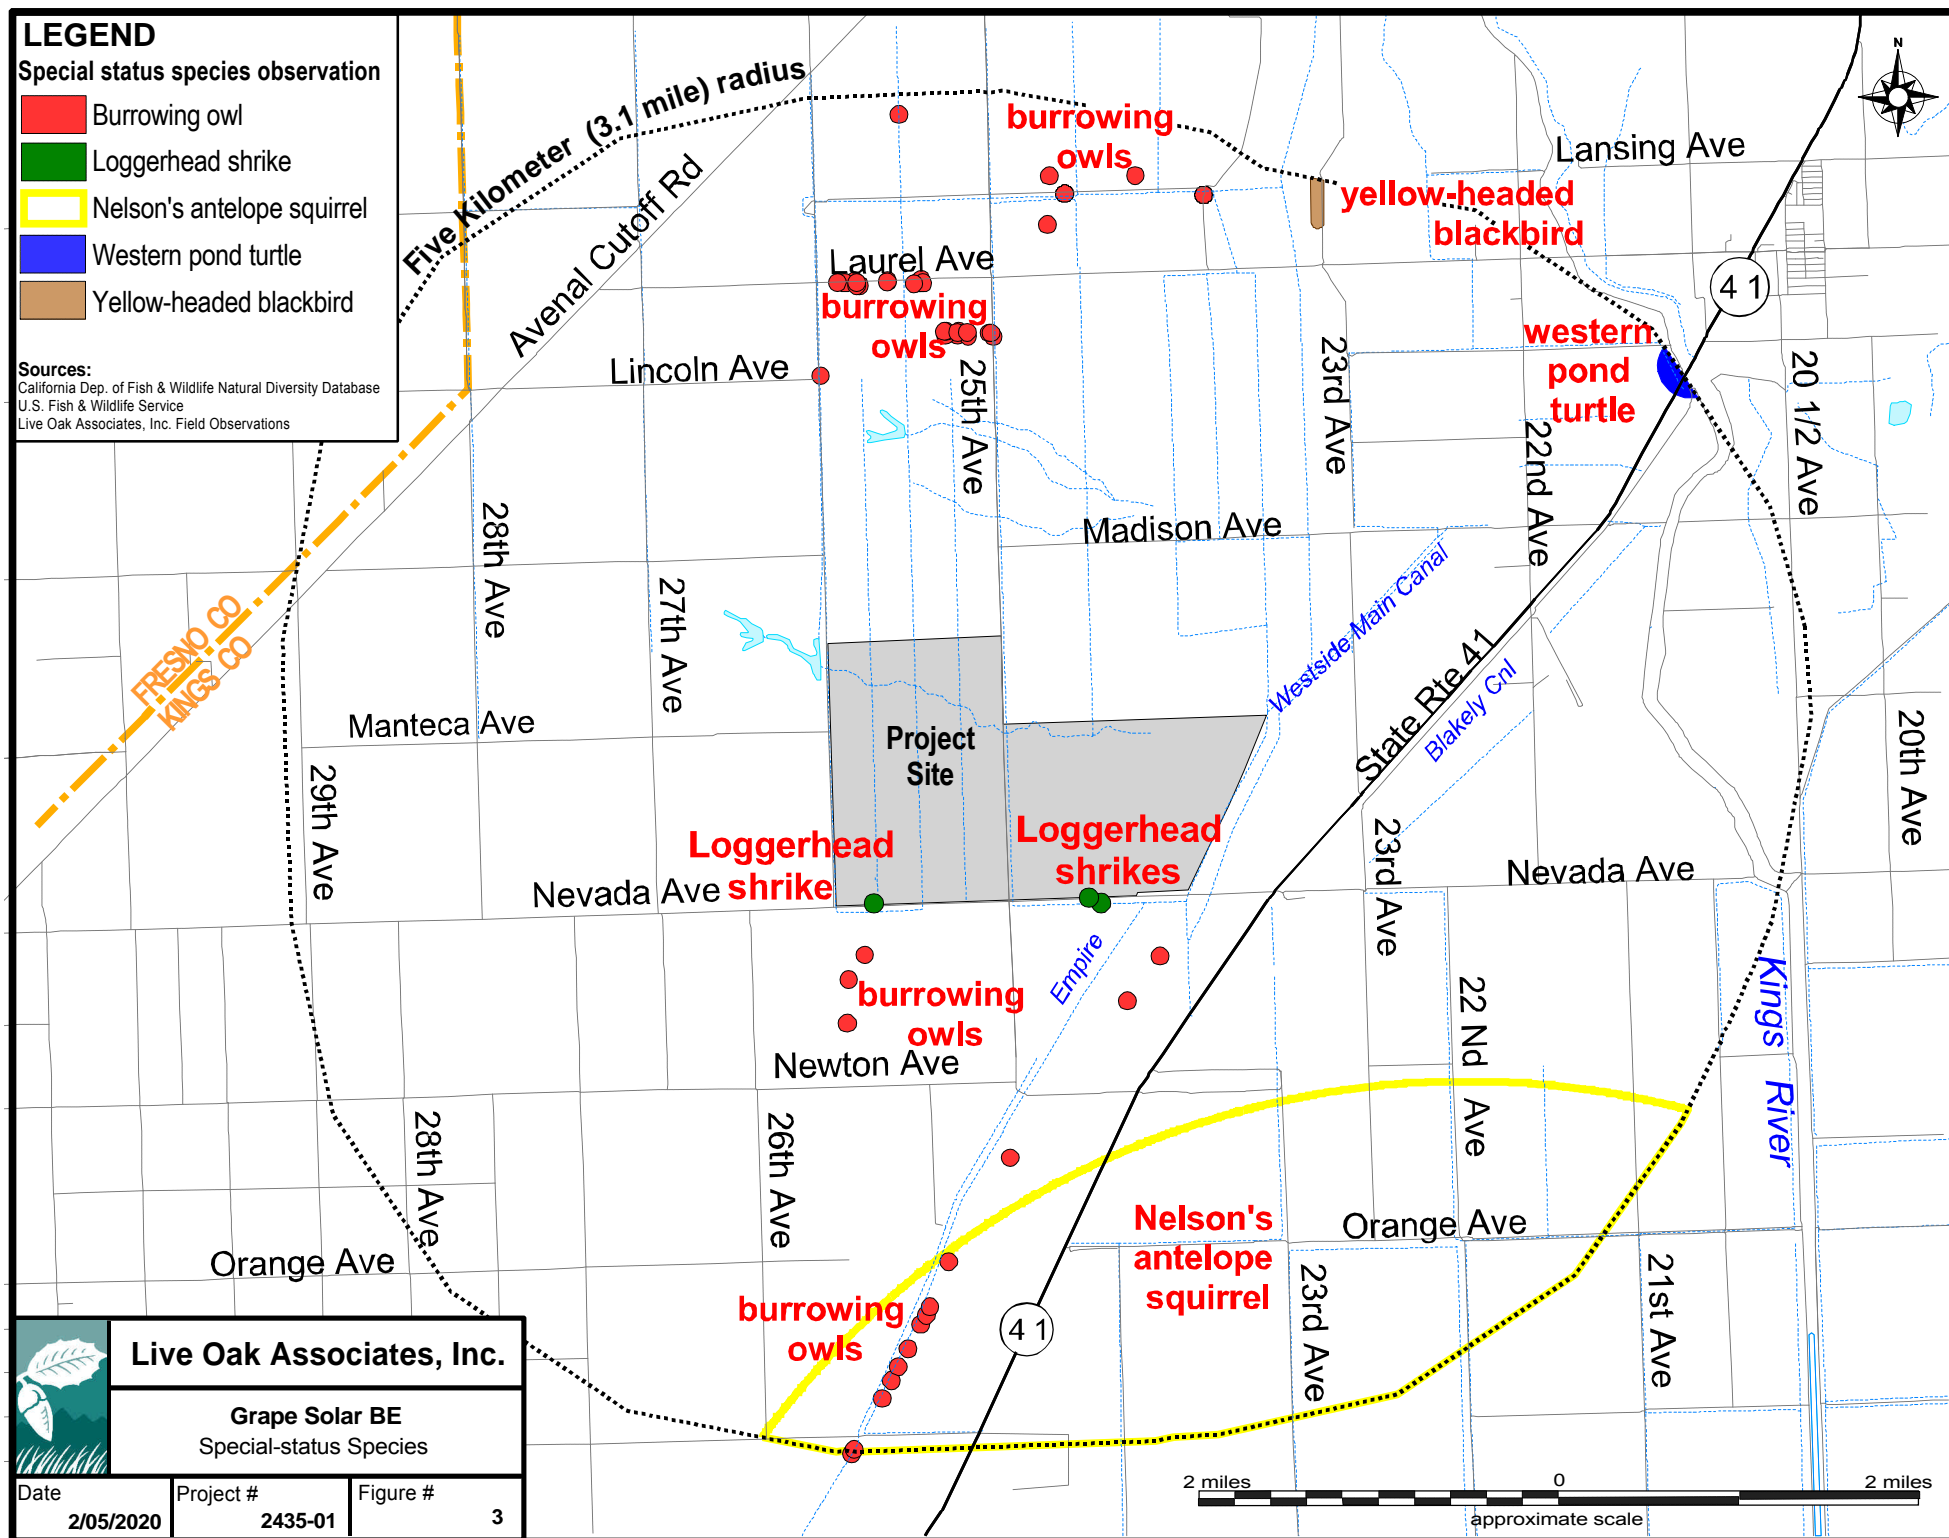 LEGEND
Special status species observation
Burrowing owl
Loggerhead shrike
Nelson's antelope squirrel
Western pond turtle
Yellow-headed blackbird
Sources:
California Dep. of Fish & Wildlife Natural Diversity Database
U.S. Fish & Wildlife Service
Live Oak Associates, Inc. Field Observations
Five Kilometer (3.1 mile) radius
Avenal Cutoff Rd
burrowing
owls
N
Lansing Ave
yellow-headed
blackbird
Laurel Ave
burrowing
owls
41
western
pond
turtle
Lincoln Ave
25th Ave
23rd Ave
22nd Ave
20 1/2 Ave
28th Ave
Madison Ave
27th Ave
Westside Main Canal
FRESNO CO
KINGS CO
State Rte 41
Blakely Cnl
Manteca Ave
Project
Site
20th Ave
29th Ave
Loggerhead
shrike
Loggerhead
shrikes
23rd Ave
Nevada Ave
Nevada Ave
Empire
burrowing
owls
22 Nd Ave
Kings River
Newton Ave
28th Ave
26th Ave
Nelson's
antelope
squirrel
Orange Ave
Orange Ave
23rd Ave
21st Ave
burrowing
owls
41
Live Oak Associates, Inc.
Grape Solar BE
Special-status Species
Date
2/05/2020
Project #
2435-01
Figure #
3
2 miles
0
2 miles
approximate scale